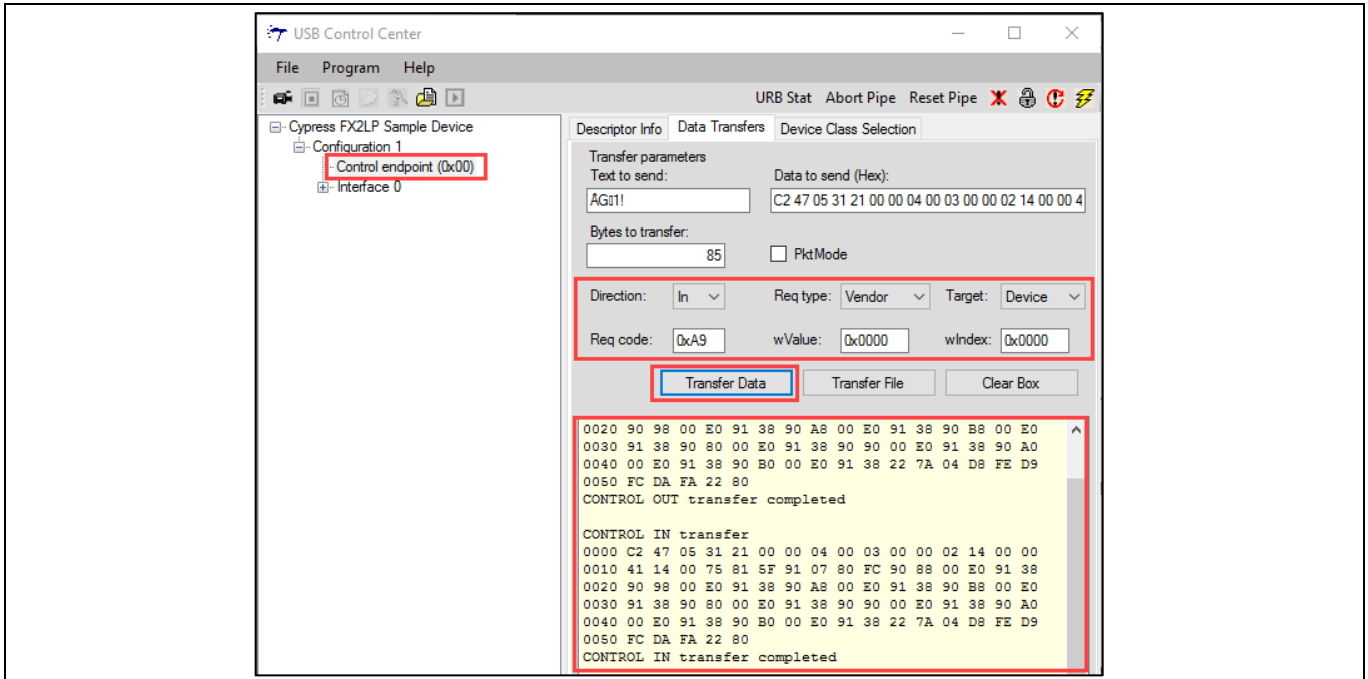 USB Control Center
File Program Help
URB Stat Abort Pipe Reset Pipe
Cypress FX2LP Sample Device
Configuration 1
Control endpoint (0x00)
Interface 0
Descriptor Info Data Transfers Device Class Selection
Transfer parameters
Text to send: Data to send (Hex):
C2 47 05 31 21 00 00 04 00 03 00 00 02 14 00 00 4
Bytes to transfer:
85 PktMode
Direction: In Req type: Vendor Target: Device
Req code: 0xA9 wValue: 0x0000 wIndex: 0x0000
Transfer Data Transfer File Clear Box
0020 90 98 00 E0 91 38 90 A8 00 E0 91 38 90 B8 00 E0
0030 91 38 90 80 00 E0 91 38 90 90 00 E0 91 38 90 A0
0040 00 E0 91 38 90 B0 00 E0 91 38 22 7A 04 D8 FE D9
0050 FC DA FA 22 80
CONTROL OUT transfer completed
CONTROL IN transfer
0000 C2 47 05 31 21 00 00 04 00 03 00 00 02 14 00 00
0010 41 14 00 75 81 5F 91 07 80 FC 90 88 00 E0 91 38
0020 90 98 00 E0 91 38 90 A8 00 E0 91 38 90 B8 00 E0
0030 91 38 90 80 00 E0 91 38 90 90 00 E0 91 38 90 A0
0040 00 E0 91 38 90 B0 00 E0 91 38 22 7A 04 D8 FE D9
0050 FC DA FA 22 80
CONTROL IN transfer completed